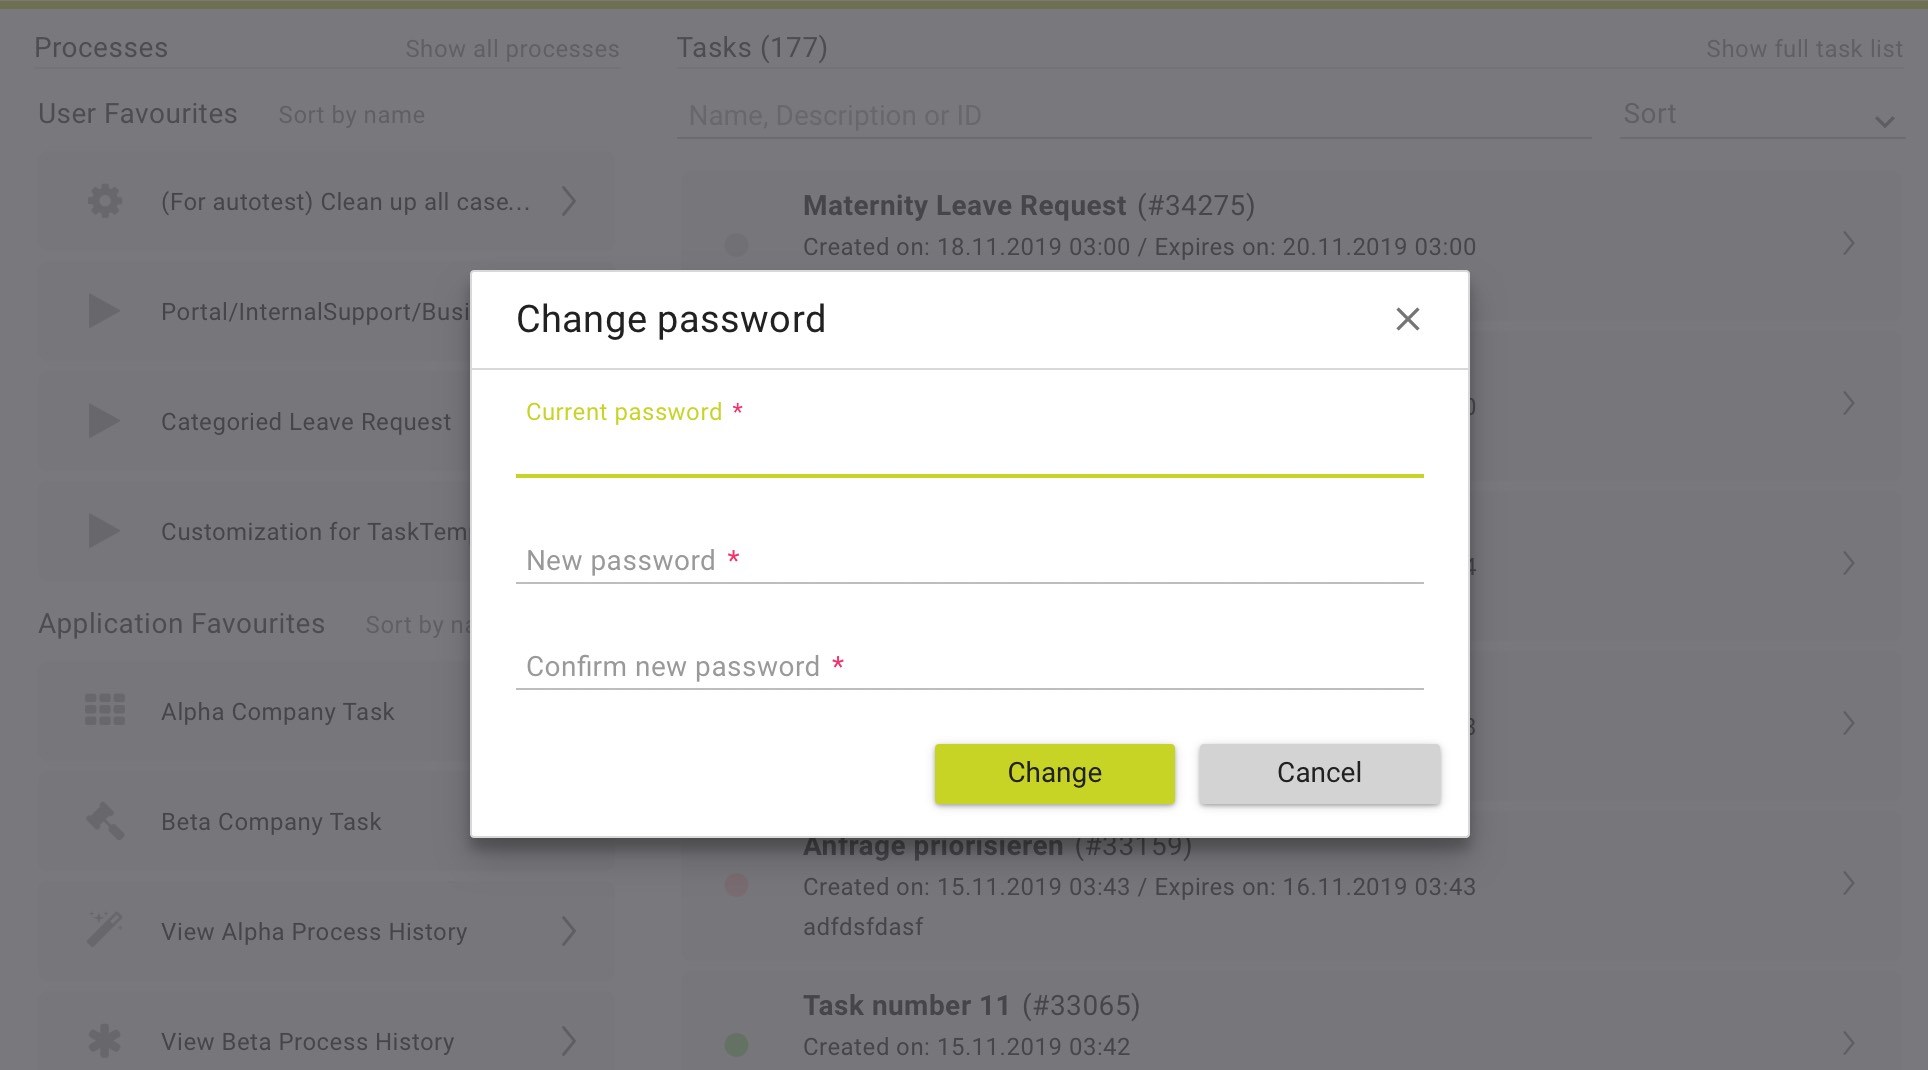 Processes
Show all processes
User Favourites
Sort by name
(For autotest) Clean up all case...
Portal/InternalSupport/Busi
Categoried Leave Request
Customization for TaskTem
Application Favourites
Sort by na
Alpha Company Task
Beta Company Task
View Alpha Process History
View Beta Process History
Tasks (177)
Show full task list
Name, Description or ID
Sort
Maternity Leave Request (#34275)
Created on: 18.11.2019 03:00 / Expires on: 20.11.2019 03:00
Change password
Current password *
New password *
Confirm new password *
Change
Cancel
Anfrage priorisieren (#33159)
Created on: 15.11.2019 03:43 / Expires on: 16.11.2019 03:43
adfdsfdasf
Task number 11 (#33065)
Created on: 15.11.2019 03:42